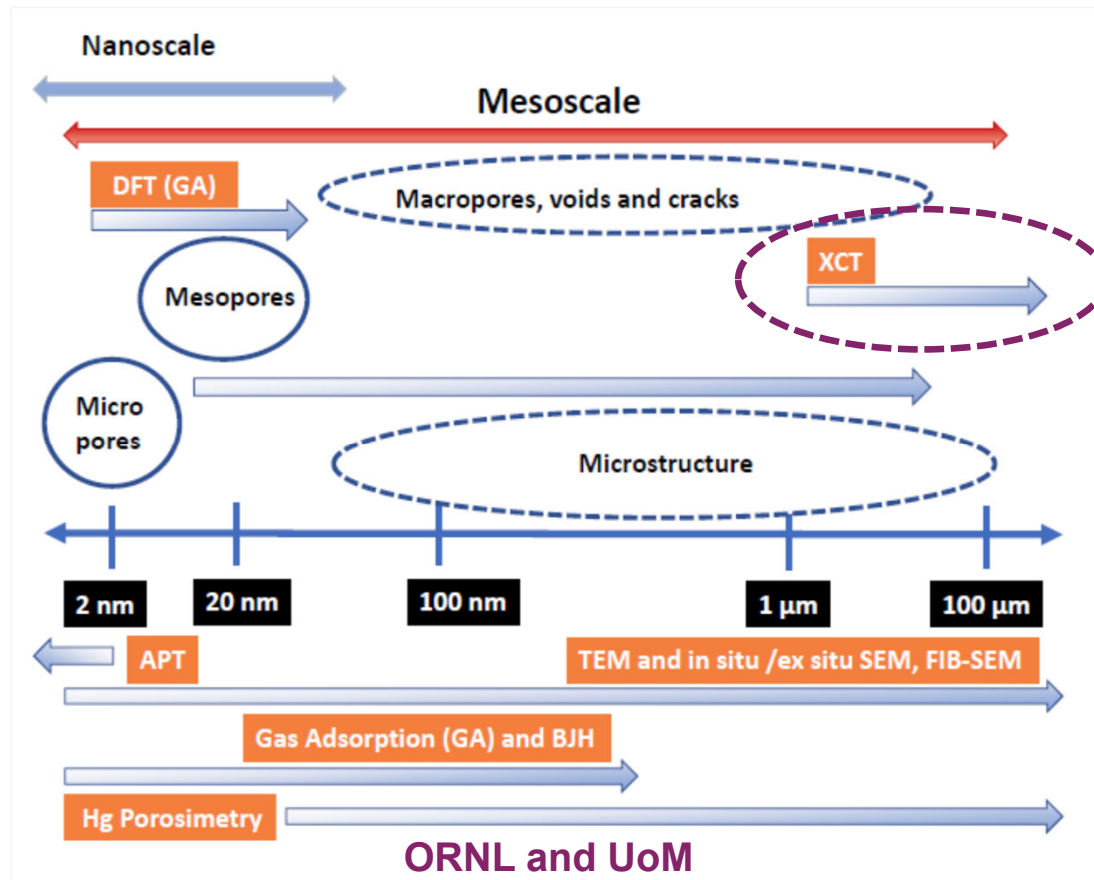 Nanoscale
Mesoscale
DFT (GA)
Macropores, voids and cracks
XCT
Mesopores
Micro
pores
Microstructure
2 nm
20 nm
100 nm
1 µm
100 µm
APT
TEM and in situ /ex situ SEM, FIB-SEM
Gas Adsorption (GA) and BJH
Hg Porosimetry
ORNL and UoM